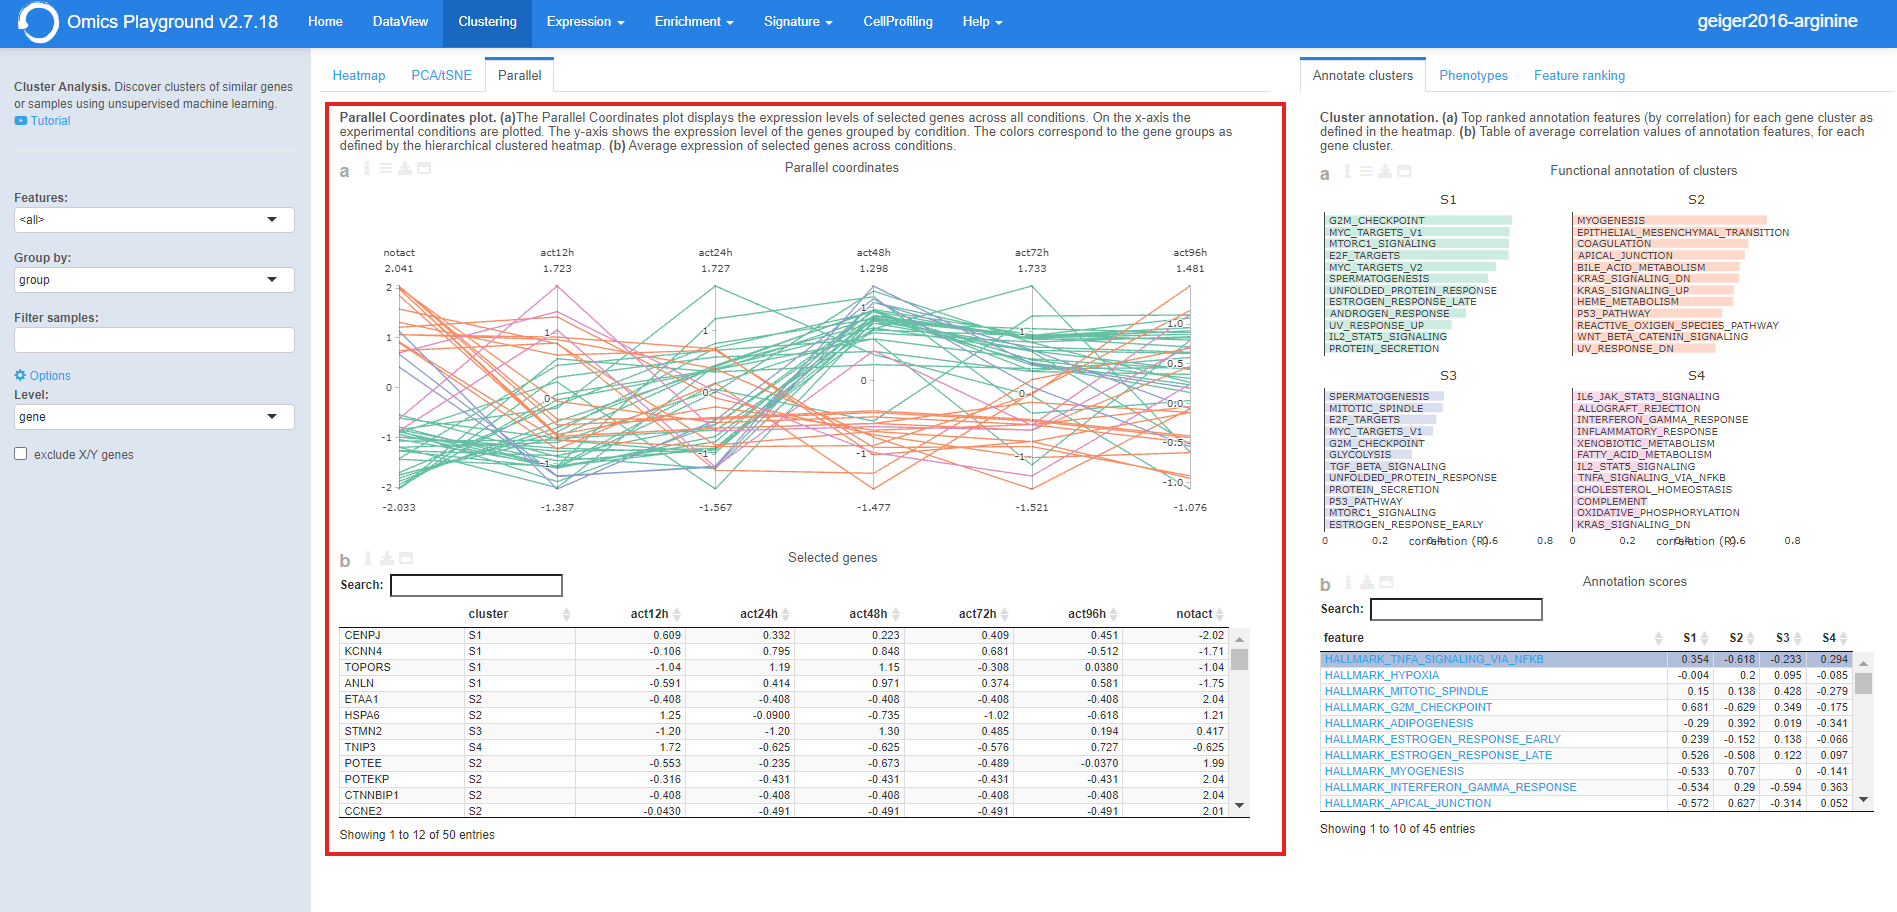 Omics Playground v2.7.18
Home DataView Clustering Expression Enrichment Signature CellProfiling Help
geiger2016-arginine
Cluster Analysis. Discover clusters of similar genes
or samples using unsupervised machine learning.
Tutorial
Features:
<all>
Group by:
group
Filter samples:
Options
Level:
gene
exclude X/Y genes
Heatmap PCA/tSNE Parallel
Parallel Coordinates plot. (a)The Parallel Coordinates plot displays the expression levels of selected genes across all conditions. On the x-axis the
experimental conditions are plotted. The y-axis shows the expression level of the genes grouped by condition. The colors correspond to the gene groups as
defined by the hierarchical clustered heatmap. (b) Average expression of selected genes across conditions.
a Parallel coordinates
notact act12h act24h act48h act72h act96h
2.041 1.723 1.727 1.298 1.733 1.481
2
1
0
-1
-2
1
0
-1
1
0
-1
1
0
-1
1
0
-1
1.0
0.5
0.0
-0.5
-1.0
-2.033 -1.387 -1.567 -1.477 -1.521 -1.076
b Selected genes
Search:
cluster act12h act24h act48h act72h act96h notact
CENPJ S1 0.609 0.332 0.223 0.409 0.451 -2.02
KCNN4 S1 -0.106 0.795 0.848 0.681 -0.512 -1.71
TOPORS S1 -1.04 1.19 1.15 -0.308 0.0380 -1.04
ANLN S1 -0.591 0.414 0.971 0.374 0.581 -1.75
ETAA1 S2 -0.408 -0.408 -0.408 -0.408 -0.408 2.04
HSPA6 S2 1.25 -0.0900 -0.735 -1.02 -0.618 1.21
STMN2 S3 -1.20 -1.20 1.30 0.485 0.194 0.417
TNIP3 S4 1.72 -0.625 -0.625 -0.576 0.727 -0.625
POTEE S2 -0.553 -0.235 -0.673 -0.489 -0.0370 1.99
POTEKP S2 -0.316 -0.431 -0.431 -0.431 -0.431 2.04
CTNNBIP1 S2 -0.408 -0.408 -0.408 -0.408 -0.408 2.04
CCNE2 S2 -0.0430 -0.491 -0.491 -0.491 -0.491 2.01
Showing 1 to 12 of 50 entries
Annotate clusters Phenotypes Feature ranking
Cluster annotation. (a) Top ranked annotation features (by correlation) for each gene cluster as
defined in the heatmap. (b) Table of average correlation values of annotation features, for each
gene cluster.
a Functional annotation of clusters
S1
G2M_CHECKPOINT
MYC_TARGETS_V1
MTORC1_SIGNALING
E2F_TARGETS
MYC_TARGETS_V2
SPERMATOGENESIS
UNFOLDED_PROTEIN_RESPONSE
ESTROGEN_RESPONSE_LATE
ANDROGEN_RESPONSE
UV_RESPONSE_UP
IL2_STAT5_SIGNALING
PROTEIN_SECRETION
S2
MYOGENESIS
EPITHELIAL_MESENCHYMAL_TRANSITION
COAGULATION
APICAL_JUNCTION
BILE_ACID_METABOLISM
KRAS_SIGNALING_DN
KRAS_SIGNALING_UP
HEME_METABOLISM
P53_PATHWAY
REACTIVE_OXIGEN_SPECIES_PATHWAY
WNT_BETA_CATENIN_SIGNALING
UV_RESPONSE_DN
S3
SPERMATOGENESIS
MITOTIC_SPINDLE
E2F_TARGETS
MYC_TARGETS_V1
G2M_CHECKPOINT
GLYCOLYSIS
TGF_BETA_SIGNALING
UNFOLDED_PROTEIN_RESPONSE
PROTEIN_SECRETION
P53_PATHWAY
MTORC1_SIGNALING
ESTROGEN_RESPONSE_EARLY
0 0.2 0.4 0.6 0.8
correlation (R)
S4
IL6_JAK_STAT3_SIGNALING
ALLOGRAFT_REJECTION
INTERFERON_GAMMA_RESPONSE
INFLAMMATORY_RESPONSE
XENOBIOTIC_METABOLISM
FATTY_ACID_METABOLISM
IL2_STAT5_SIGNALING
TNFA_SIGNALING_VIA_NFKB
CHOLESTEROL_HOMEOSTASIS
COMPLEMENT
OXIDATIVE_PHOSPHORYLATION
KRAS_SIGNALING_DN
0 0.2 0.4 0.6 0.8
correlation (R)
b Annotation scores
Search:
feature S1 S2 S3 S4
HALLMARK_TNFA_SIGNALING_VIA_NFKB 0.354 -0.618 -0.233 0.294
HALLMARK_HYPOXIA -0.004 0.2 0.095 -0.085
HALLMARK_MITOTIC_SPINDLE 0.15 0.138 0.428 -0.279
HALLMARK_G2M_CHECKPOINT 0.681 -0.629 0.349 -0.175
HALLMARK_ADIPOGENESIS -0.29 0.392 0.019 -0.341
HALLMARK_ESTROGEN_RESPONSE_EARLY 0.239 -0.152 0.138 -0.066
HALLMARK_ESTROGEN_RESPONSE_LATE 0.526 -0.508 0.122 0.097
HALLMARK_MYOGENESIS -0.533 0.707 0 -0.141
HALLMARK_INTERFERON_GAMMA_RESPONSE -0.534 0.29 -0.594 0.363
HALLMARK_APICAL_JUNCTION -0.572 0.627 -0.314 0.052
Showing 1 to 10 of 45 entries